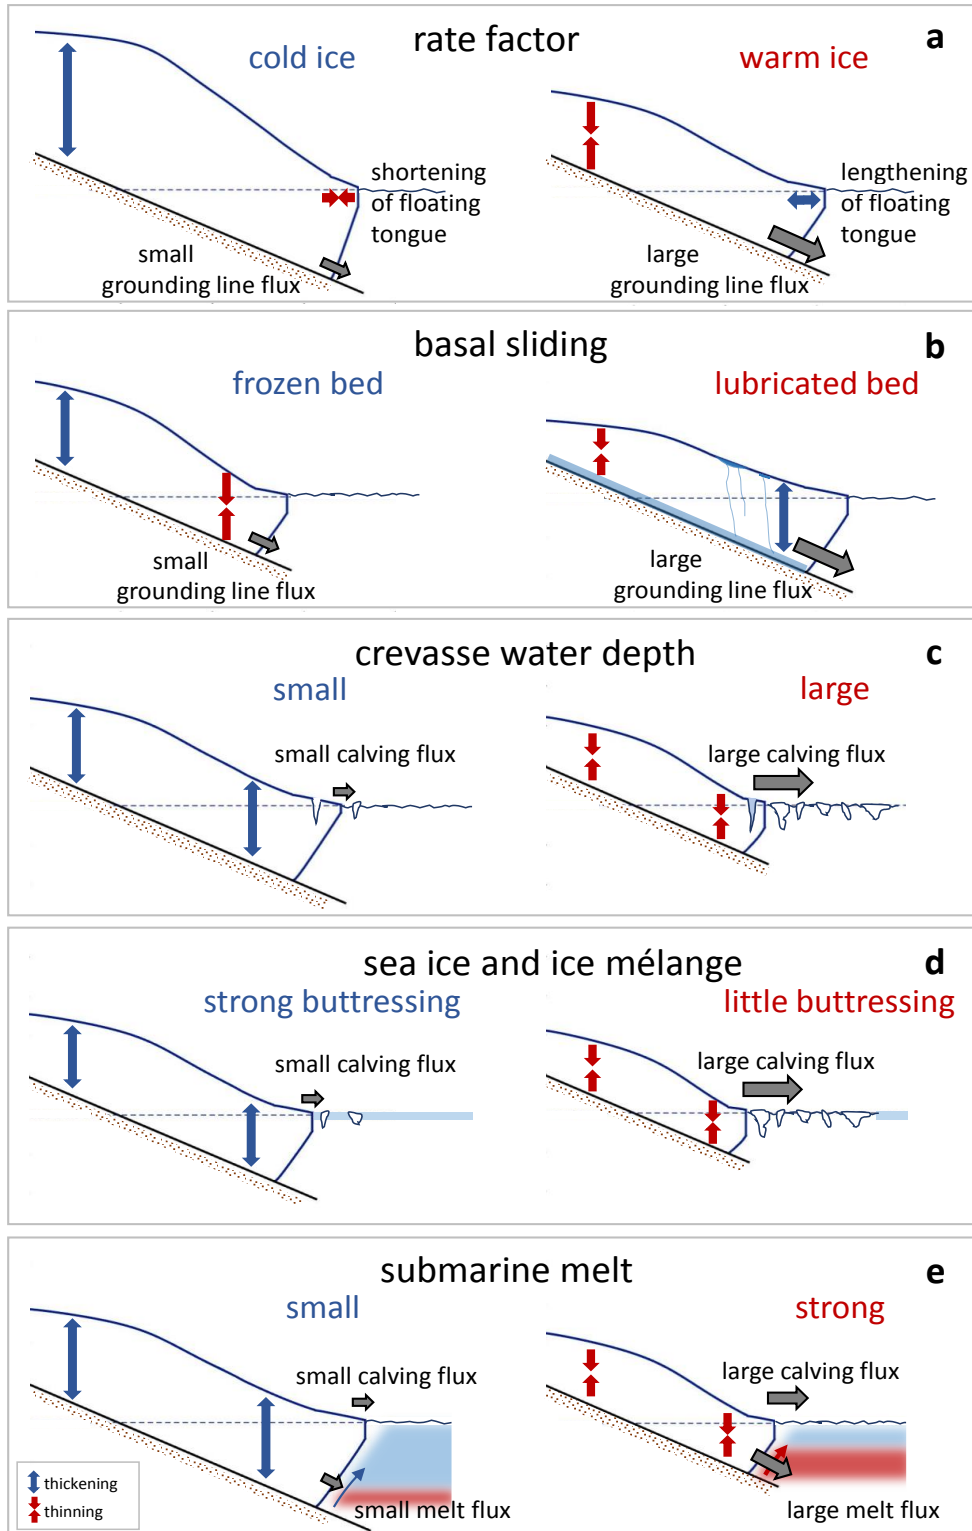 rate factor
a
cold ice
warm ice
shortening
of floating
tongue
lengthening
of floating
tongue
small
grounding line flux
large
grounding line flux
basal sliding
b
frozen bed
lubricated bed
small
grounding line flux
large
grounding line flux
crevasse water depth
c
small
large
small calving flux
large calving flux
sea ice and ice mélange
d
strong buttressing
little buttressing
small calving flux
large calving flux
submarine melt
e
small
strong
small calving flux
large calving flux
small melt flux
large melt flux
thickening
thinning